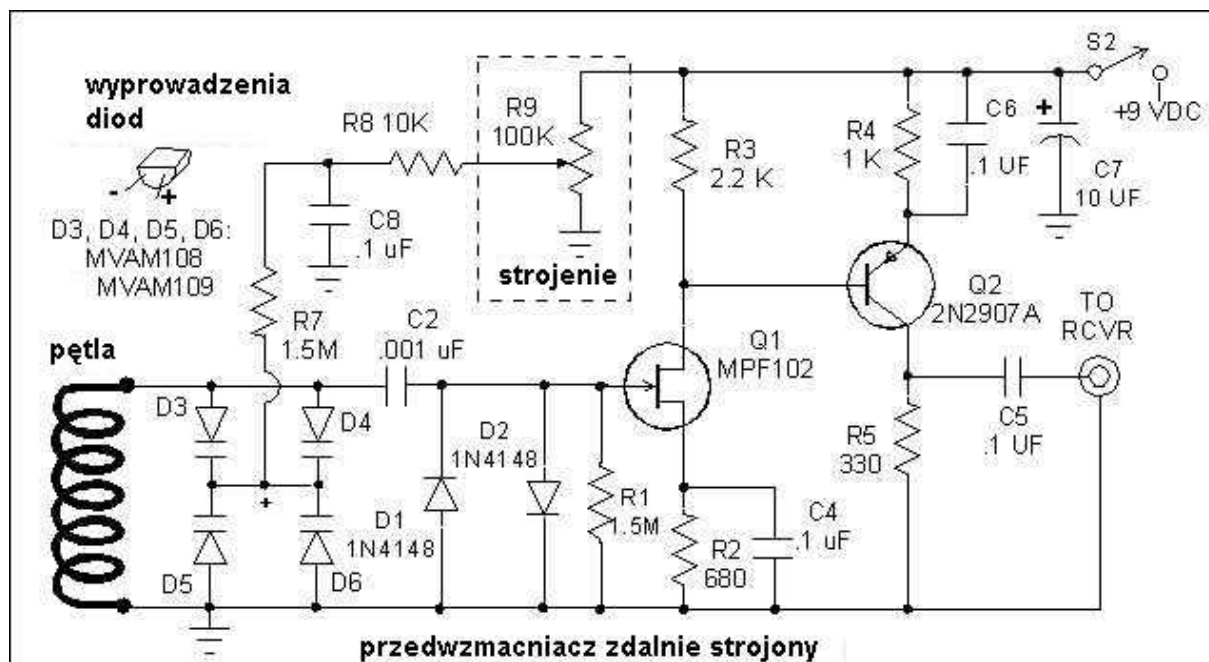 wyprowadzenia
diod
- +
D3, D4, D5, D6:
MVAM108
MVAM109
R8 10K
C8
.1 uF
R7
1.5M
R9
100K
strojenie
R3
2.2 K
R4
1 K
C6
.1 UF
+
C7
10 UF
S2
+9 VDC
Q2
2N2907A
TO
RCVR
C5
.1 UF
R5
330
Q1
MPF102
C2
.001 uF
pętla
D3
D4
+
D5
D6
D1
1N4148
D2
1N4148
R1
1.5M
R2
680
C4
.1 uF
przedwzmacniacz zdalnie strojony